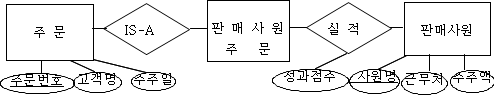 주 문
IS-A
판 매 사 원
주 문
실 적
판매사원
주문번호
고객명
수주일
성과점수
사원명
근무처
수주액